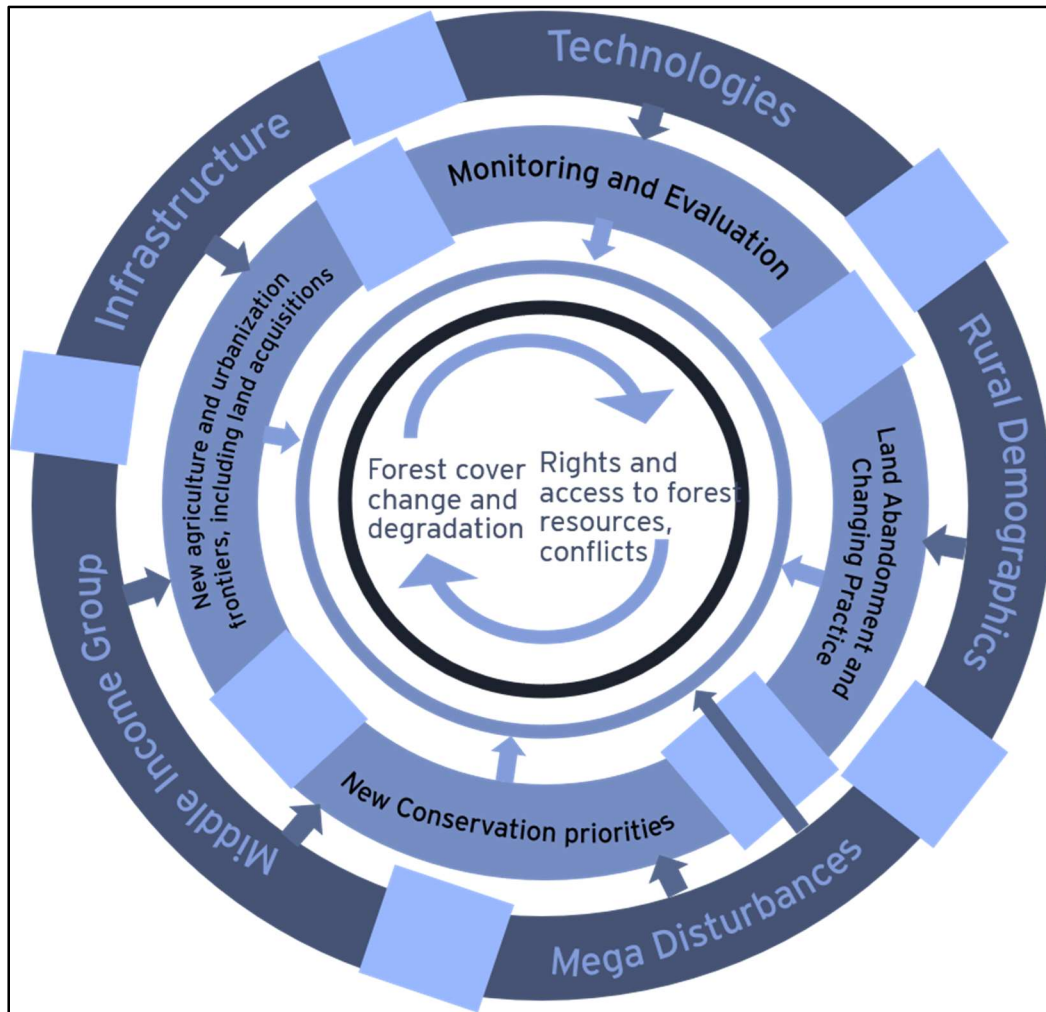 Technologies
Infrastructure
Rural Demographics
Middle Income Group
Mega Disturbances
Monitoring and Evaluation
New agriculture and urbanization
frontiers, including land acquisitions
Land Abandonment and
Changing Practice
New Conservation priorities
Forest cover
change and
degradation
Rights and
access to forest
resources,
conflicts